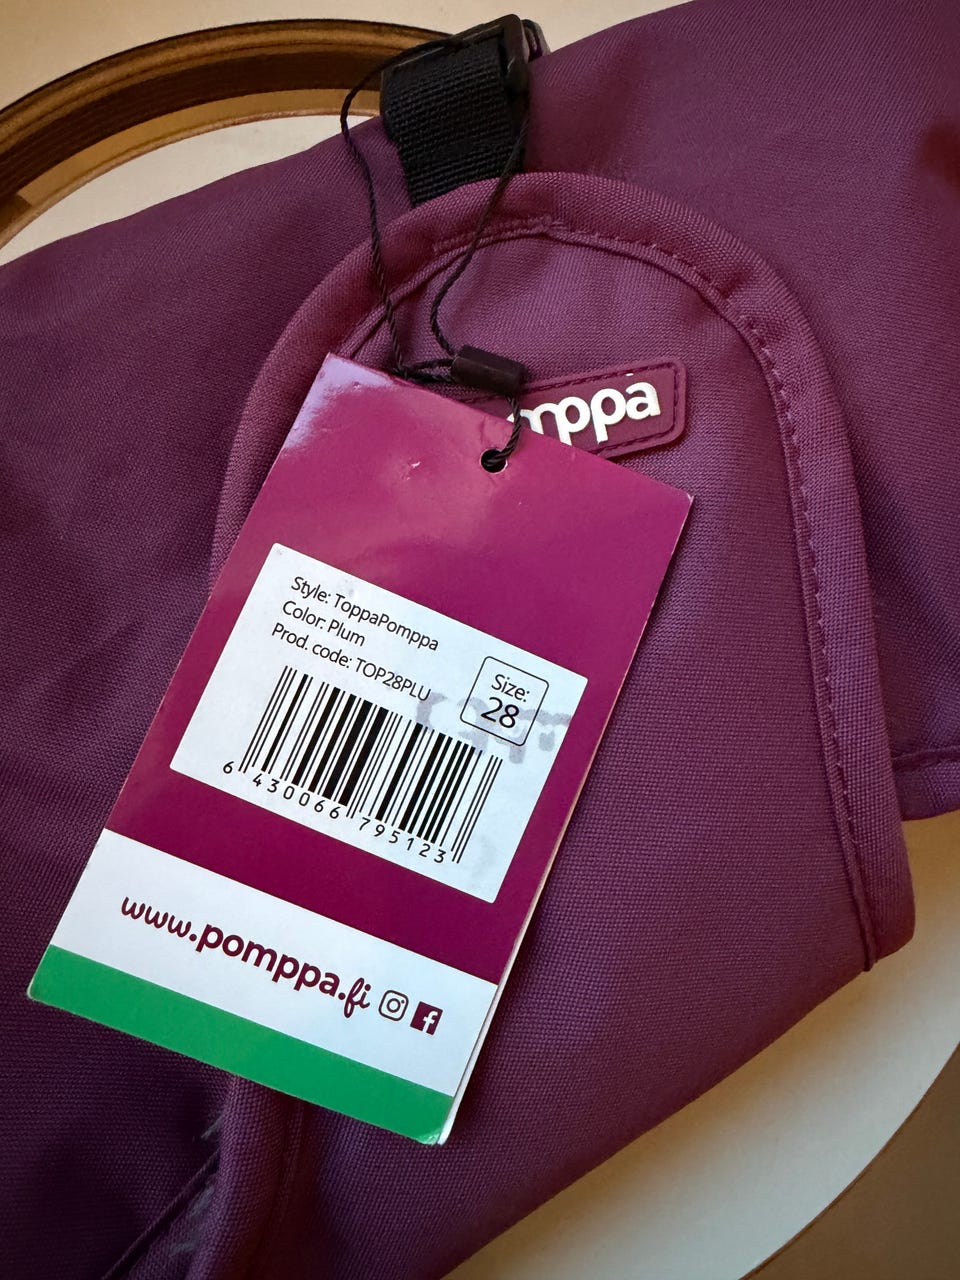 mppa
Style: ToppaPomppa
Color: Plum
Prod. code: TOP28PLU
Size:
28
6 430066 795123
www.pomppa.fi